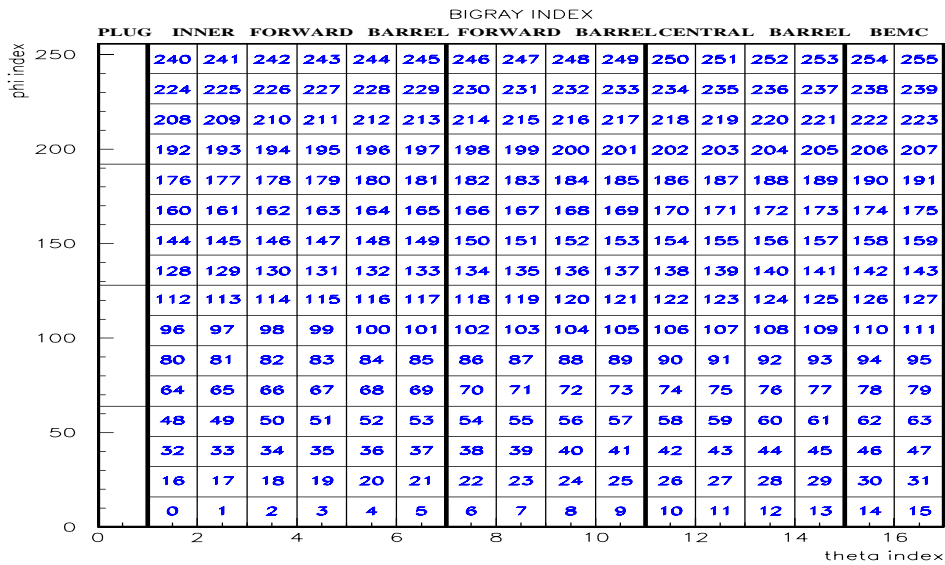 BIGRAY INDEX
PLUG INNER FORWARD BARREL FORWARD BARREL CENTRAL BARREL BEMC
phi index
250 240 241 242 243 244 245 246 247 248 249 250 251 252 253 254 255
224 225 226 227 228 229 230 231 232 233 234 235 236 237 238 239
208 209 210 211 212 213 214 215 216 217 218 219 220 221 222 223
200 192 193 194 195 196 197 198 199 200 201 202 203 204 205 206 207
176 177 178 179 180 181 182 183 184 185 186 187 188 189 190 191
160 161 162 163 164 165 166 167 168 169 170 171 172 173 174 175
150 144 145 146 147 148 149 150 151 152 153 154 155 156 157 158 159
128 129 130 131 132 133 134 135 136 137 138 139 140 141 142 143
112 113 114 115 116 117 118 119 120 121 122 123 124 125 126 127
100 96 97 98 99 100 101 102 103 104 105 106 107 108 109 110 111
80 81 82 83 84 85 86 87 88 89 90 91 92 93 94 95
64 65 66 67 68 69 70 71 72 73 74 75 76 77 78 79
50 48 49 50 51 52 53 54 55 56 57 58 59 60 61 62 63
32 33 34 35 36 37 38 39 40 41 42 43 44 45 46 47
16 17 18 19 20 21 22 23 24 25 26 27 28 29 30 31
0 0 1 2 3 4 5 6 7 8 9 10 11 12 13 14 15
0 2 4 6 8 10 12 14 16
theta index